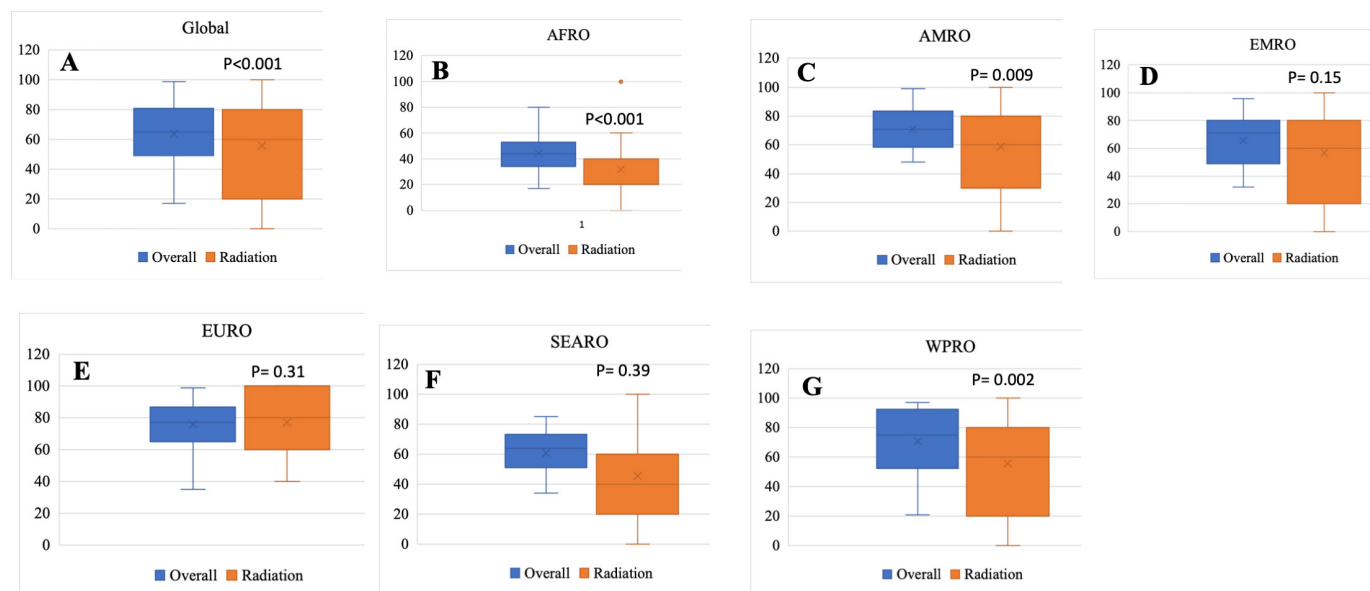 Global
A
P<0.001
120
100
80
60
40
20
0
Overall Radiation
AFRO
B
P<0.001
120
100
80
60
40
20
0
1
Overall Radiation
AMRO
C
P= 0.009
120
100
80
60
40
20
0
Overall Radiation
EMRO
D
P= 0.15
120
100
80
60
40
20
0
Overall Radiation
EURO
E
P= 0.31
120
100
80
60
40
20
0
Overall Radiation
SEARO
F
P= 0.39
120
100
80
60
40
20
0
Overall Radiation
WPRO
G
P= 0.002
120
100
80
60
40
20
0
Overall Radiation